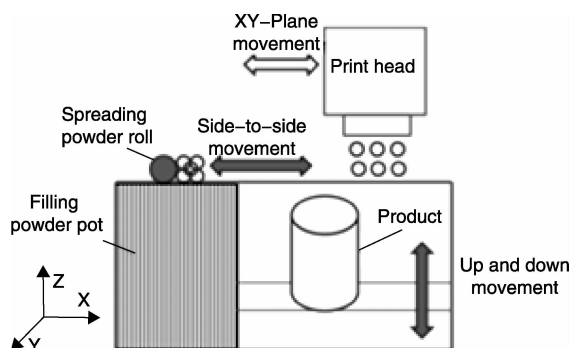 XY–Plane
movement
Print head
Spreading
powder roll
Side–to–side
movement
Filling
powder pot
Product
Up and down
movement
Z
X
Y